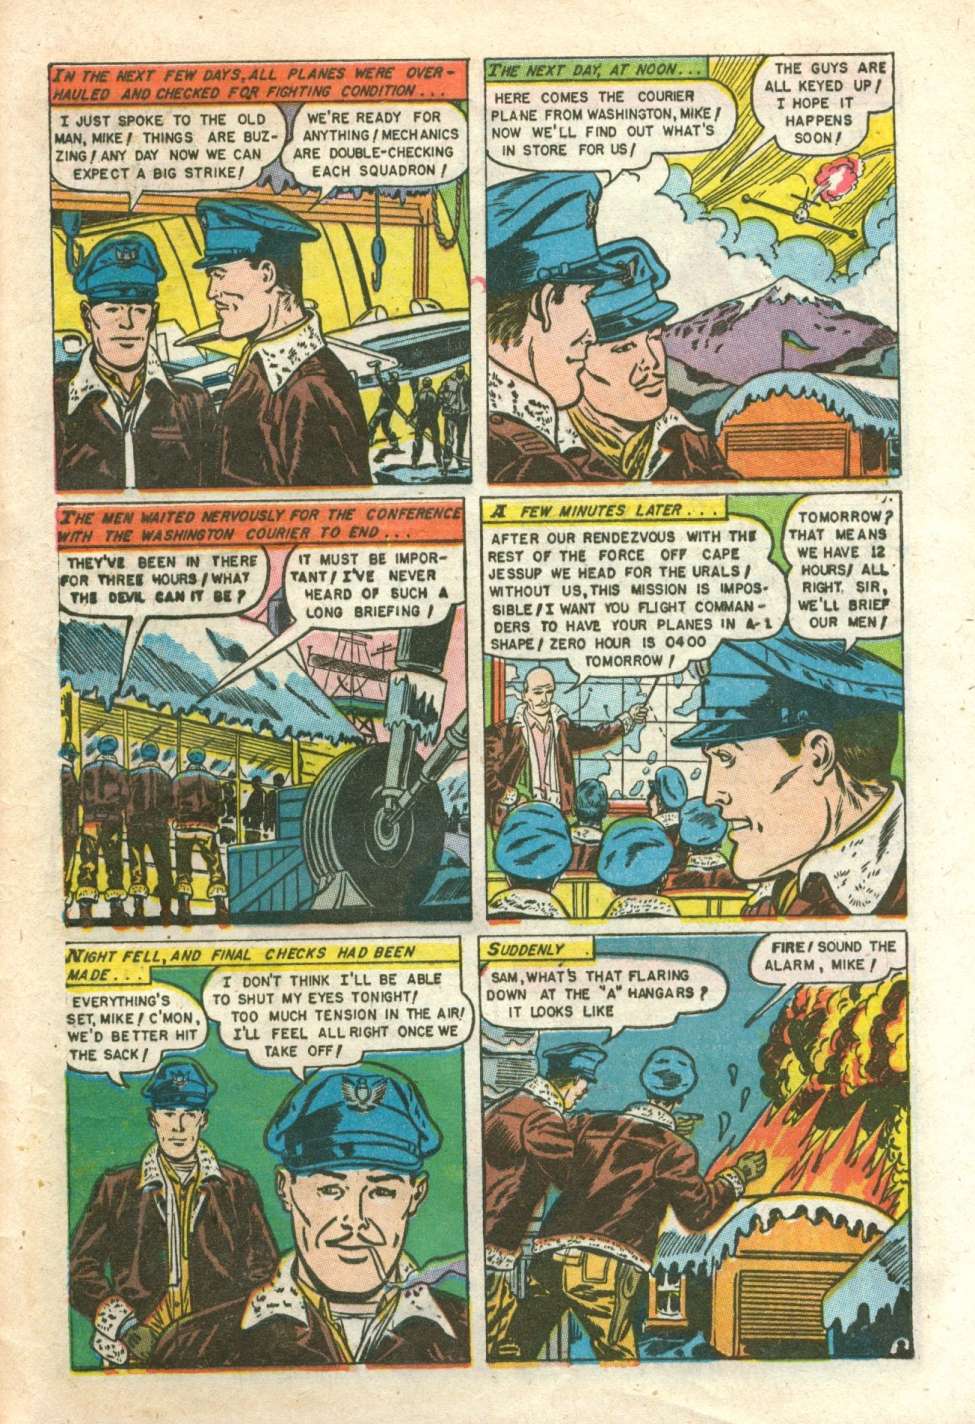 IN THE NEXT FEW DAYS, ALL PLANES WERE OVER-
HAULED AND CHECKED FOR FIGHTING CONDITION...
I JUST SPOKE TO THE OLD
MAN, MIKE! THINGS ARE BUZ-
ZING! ANY DAY NOW WE CAN
EXPECT A BIG STRIKE!
WE'RE READY FOR
ANYTHING! MECHANICS
ARE DOUBLE-CHECKING
EACH SQUADRON!
THE NEXT DAY, AT NOON...
HERE COMES THE COURIER
PLANE FROM WASHINGTON, MIKE!
NOW WE'LL FIND OUT WHAT'S
IN STORE FOR US!
THE GUYS ARE
ALL KEYED UP!
I HOPE IT
HAPPENS
SOON!
THE MEN WAITED NERVOUSLY FOR THE CONFERENCE
WITH THE WASHINGTON COURIER TO END...
THEY'VE BEEN IN THERE
FOR THREE HOURS! WHAT
THE DEVIL CAN IT BE?
IT MUST BE IMPOR-
TANT! I'VE NEVER
HEARD OF SUCH A
LONG BRIEFING!
A FEW MINUTES LATER...
AFTER OUR RENDEZVOUS WITH THE
REST OF THE FORCE OFF CAPE
JESSUP WE HEAD FOR THE URALS!
WITHOUT US, THIS MISSION IS IMPOS-
SIBLE! I WANT YOU FLIGHT COMMAN-
DERS TO HAVE YOUR PLANES IN A-1
SHAPE! ZERO HOUR IS 0400
TOMORROW!
TOMORROW?
THAT MEANS
WE HAVE 12
HOURS! ALL
RIGHT, SIR,
WE'LL BRIEF
OUR MEN!
NIGHT FELL, AND FINAL CHECKS HAD BEEN
MADE...
EVERYTHING'S
SET, MIKE! C'MON,
WE'D BETTER HIT
THE SACK!
I DON'T THINK I'LL BE ABLE
TO SHUT MY EYES TONIGHT!
TOO MUCH TENSION IN THE AIR!
I'LL FEEL ALL RIGHT ONCE WE
TAKE OFF!
SUDDENLY.
SAM, WHAT'S THAT FLARING
DOWN AT THE "A" HANGARS?
IT LOOKS LIKE
FIRE! SOUND THE
ALARM, MIKE!